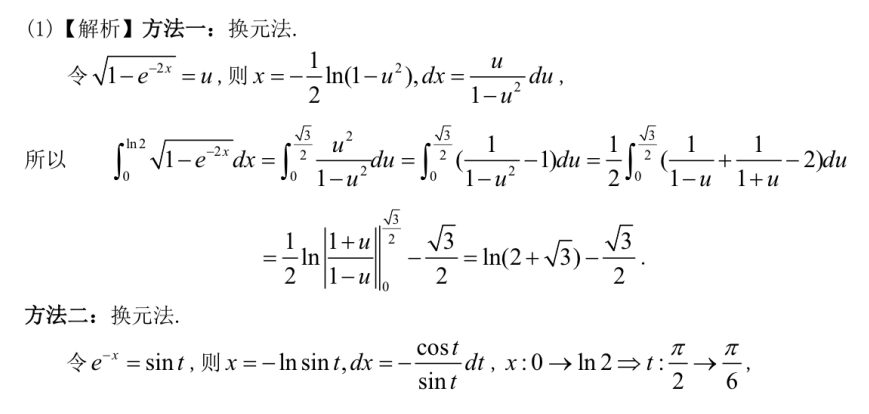 (1)【解析】方法一：换元法.
令√(1−e^{−2x}) = u , 则 x = −1/2 ln(1−u²), dx = u/(1−u²) du ,
所以 ∫_0^{ln 2} √(1−e^{−2x}) dx = ∫_0^{√3/2} u²/(1−u²) du = ∫_0^{√3/2} (1/(1−u²) −1)du = 1/2 ∫_0^{√3/2} (1/(1−u) + 1/(1+u) − 2)du
= 1/2 ln|(1+u)/(1−u)| |_0^{√3/2} − √3/2 = ln(2+√3) − √3/2 .
方法二：换元法.
令 e^{−x} = sin t , 则 x = −ln sin t, dx = −cos t/sin t dt , x : 0 → ln 2 ⇒ t : π/2 → π/6 ,